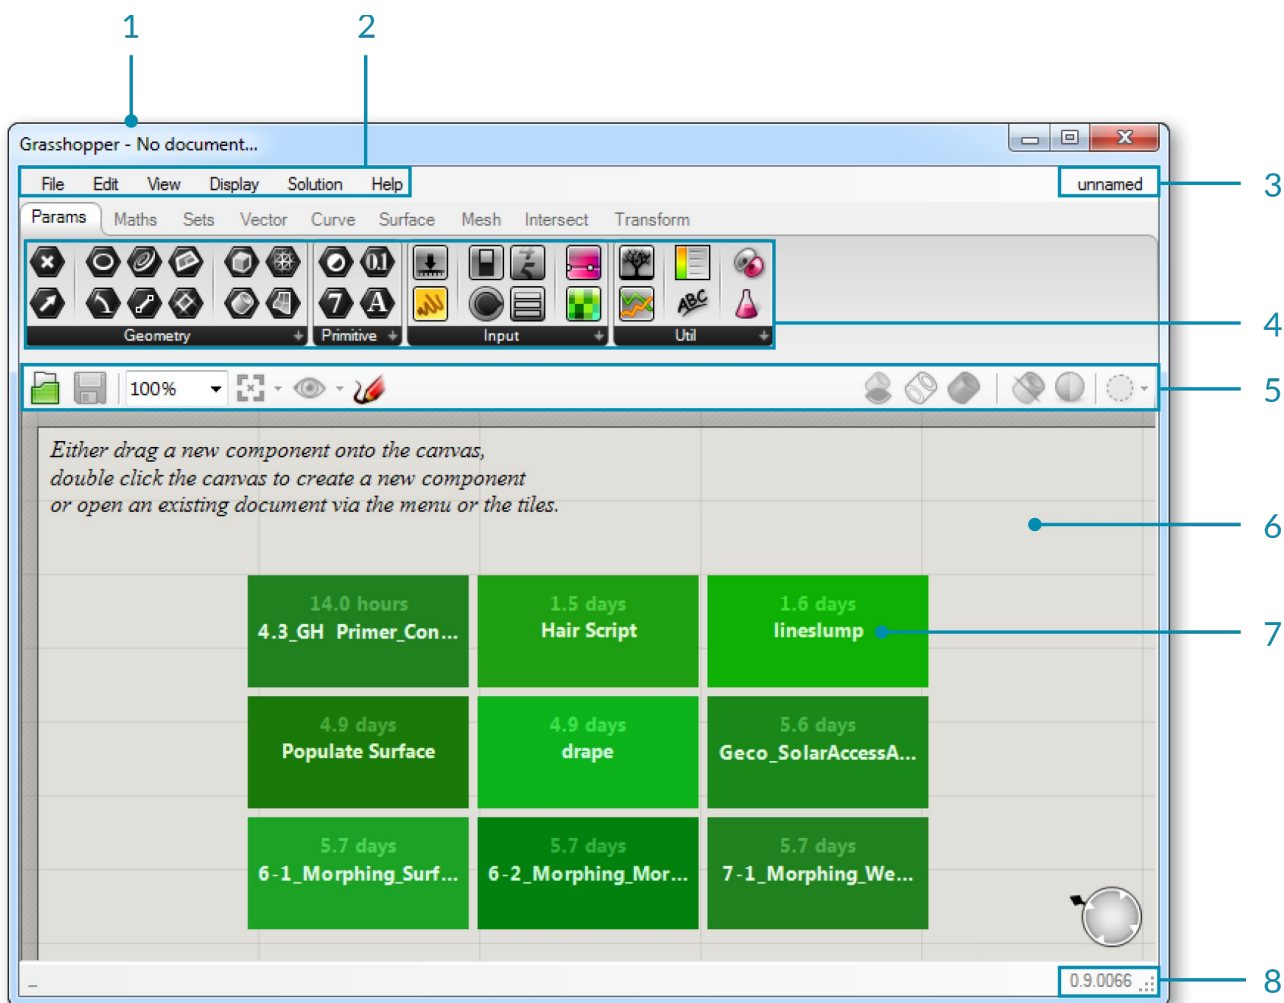 1
2
Grasshopper - No document...
File Edit View Display Solution Help
unnamed
3
Params Maths Sets Vector Curve Surface Mesh Intersect Transform
0.1
7 A
ABC
Geometry Primitive Input Util
4
100%
5
Either drag a new component onto the canvas,
double click the canvas to create a new component
or open an existing document via the menu or the tiles.
6
14.0 hours
4.3_GH Primer_Con...
1.5 days
Hair Script
1.6 days
lineslump
7
4.9 days
Populate Surface
4.9 days
drape
5.6 days
Geco_SolarAccessA...
5.7 days
6-1_Morphing_Surf...
5.7 days
6-2_Morphing_Mor...
5.7 days
7-1_Morphing_We...
0.9.0066
8